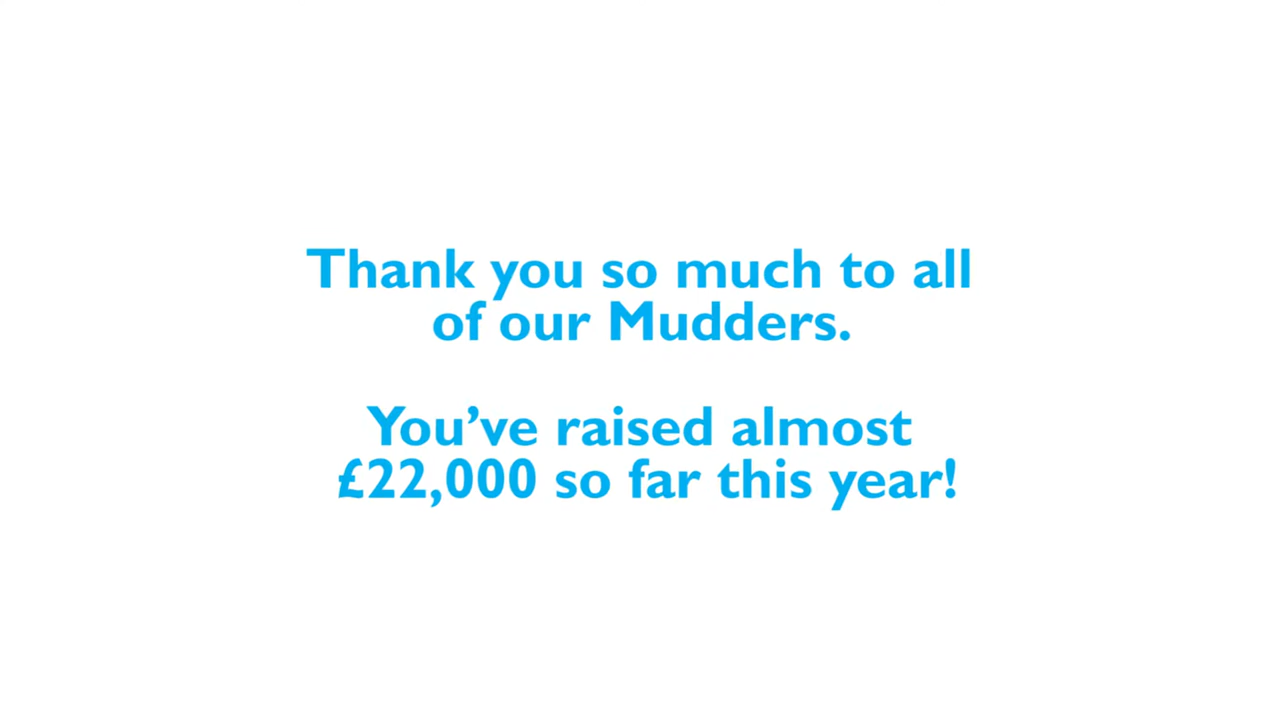 Thank you so much to all
of our Mudders.
You’ve raised almost
£22,000 so far this year!